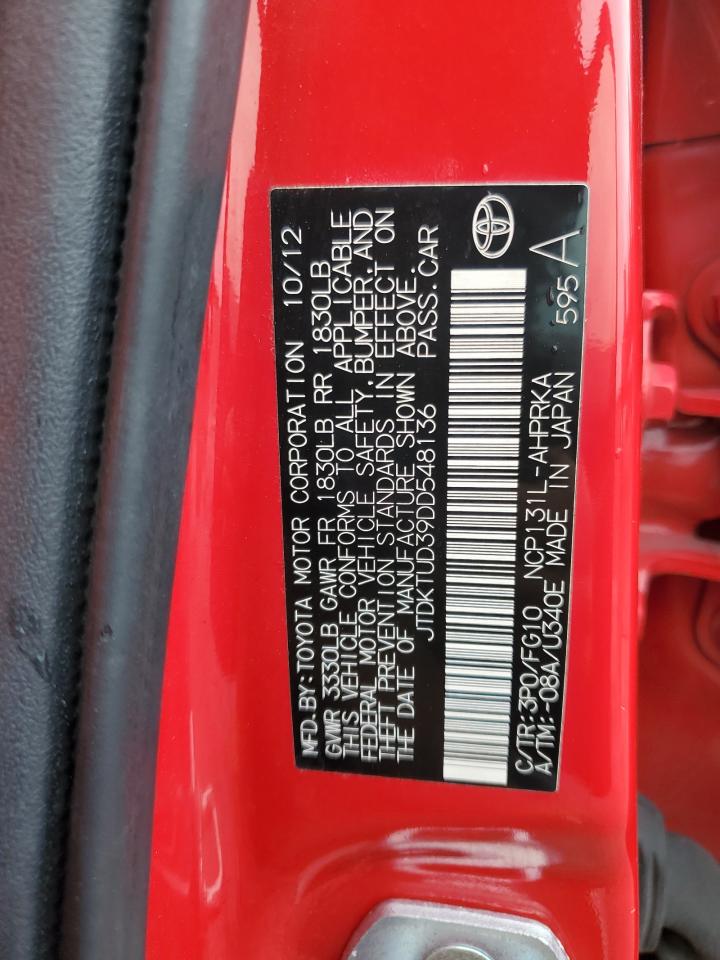 MFD.BY:TOYOTA MOTOR CORPORATION 10/12
GVWR 3330LB GAWR FR 1830LB RR 1830LB
THIS VEHICLE CONFORMS TO ALL APPLICABLE
FEDERAL MOTOR VEHICLE SAFETY,BUMPER,AND
THEFT PREVENTION STANDARDS IN EFFECT ON
THE DATE OF MANUFACTURE SHOWN ABOVE.
JTDKTUD39DD548136 PASS.CAR
C/TR:3P0/FG10 NCP131L-AHPRKA
A/TM:-08A/U340E MADE IN JAPAN 595 A